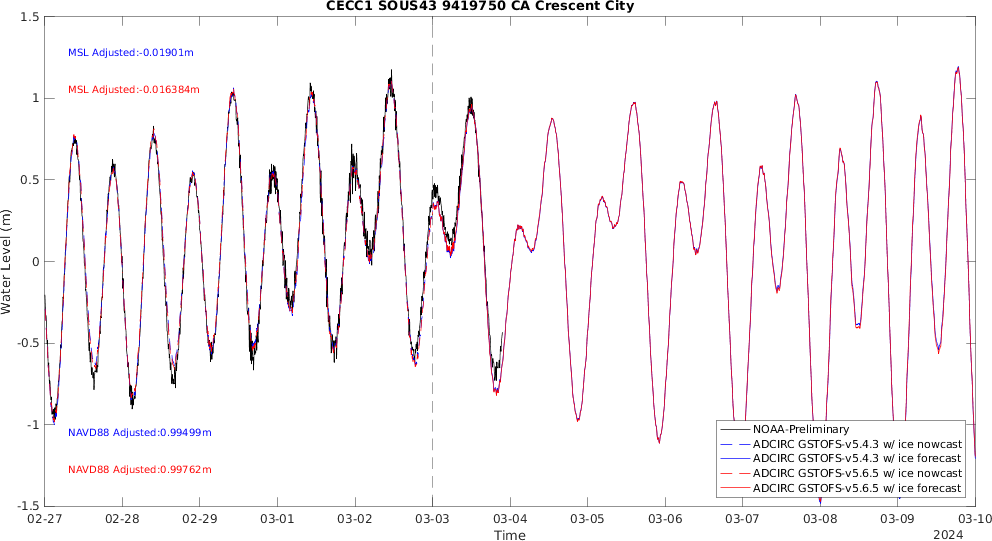 CECC1 SOUS43 9419750 CA Crescent City
1.5
MSL Adjusted:-0.01901m
MSL Adjusted:-0.016384m
1
0.5
Water Level (m)
0
-0.5
-1
NAVD88 Adjusted:0.99499m
NAVD88 Adjusted:0.99762m
NOAA-Preliminary
ADCIRC GSTOFS-v5.4.3 w/ ice nowcast
ADCIRC GSTOFS-v5.4.3 w/ ice forecast
ADCIRC GSTOFS-v5.6.5 w/ ice nowcast
ADCIRC GSTOFS-v5.6.5 w/ ice forecast
-1.5
02-27 02-28 02-29 03-01 03-02 03-03 03-04 03-05 03-06 03-07 03-08 03-09 03-10
Time
2024